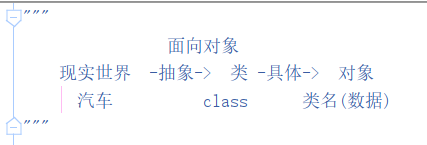 """
面向对象
现实世界 -抽象-> 类 -具体-> 对象
汽车 class 类名(数据)
"""